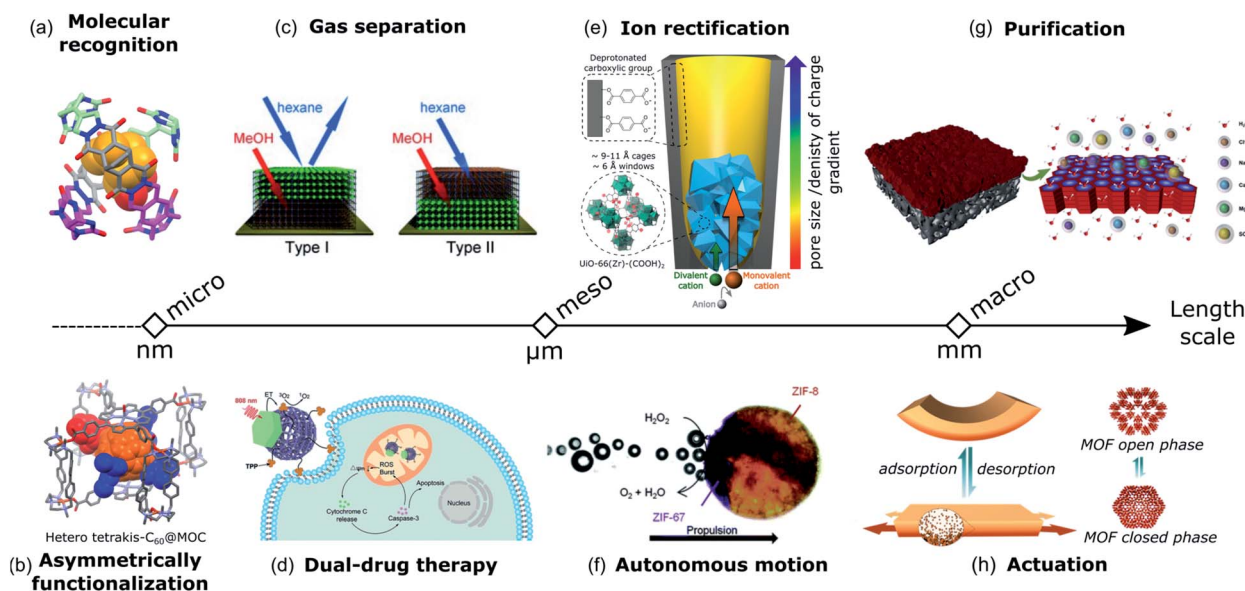 (a) Molecular
recognition
(c) Gas separation
hexane
MeOH
Type I
hexane
MeOH
Type II
(e) Ion rectification
Deprotonated
carboxylic group
~ 9-11 Å cages
~ 6 Å windows
UiO-66(Zr)-(COOH)2
Divalent
cation
Monovalent
cation
Anion
pore size /denisty of charge
gradient
(g) Purification
micro
meso
macro
nm
µm
mm
Length
scale
Hetero tetrakis-C60@MOC
(b) Asymmetrically
functionalization
808 nm
ET
3O2
1O2
TPP
ROS
Burst
Apoptosis
Nucleus
Cytochrome C
release
Caspase-3
(d) Dual-drug therapy
H2O2
O2 + H2O
ZIF-8
ZIF-67
Propulsion
(f) Autonomous motion
adsorption
desorption
MOF open phase
MOF closed phase
(h) Actuation